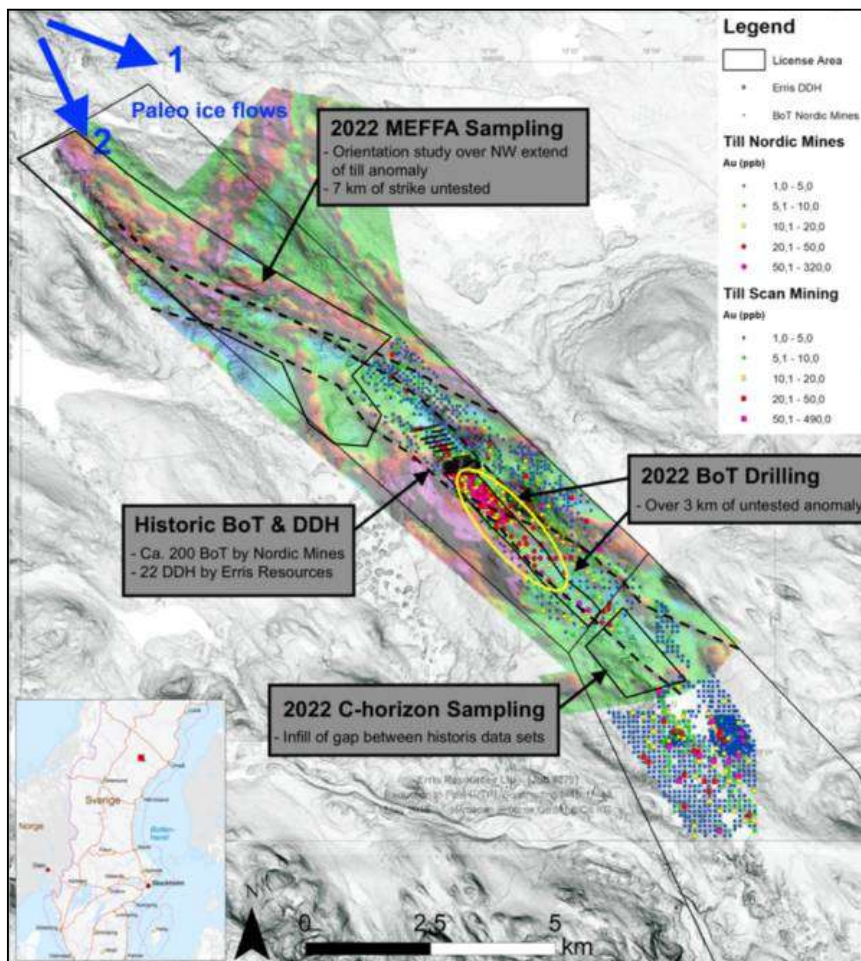 1
Paleo ice flows
2
2022 MEFFA Sampling
- Orientation study over NW extend
of till anomaly
- 7 km of strike untested
2022 BoT Drilling
- Over 3 km of untested anomaly
Historic BoT & DDH
- Ca. 200 BoT by Nordic Mines
- 22 DDH by Erris Resources
2022 C-horizon Sampling
- Infill of gap between historis data sets
Legend
License Area
Erris DDH
BoT Nordic Mines
Till Nordic Mines
Au (ppb)
1,0 - 5,0
5,1 - 10,0
10,1 - 20,0
20,1 - 50,0
50,1 - 320,0
Till Scan Mining
Au (ppb)
1,0 - 5,0
5,1 - 10,0
10,1 - 20,0
20,1 - 50,0
50,1 - 490,0
Sverige
Norge
Stockholm
N
0 2,5 5
km